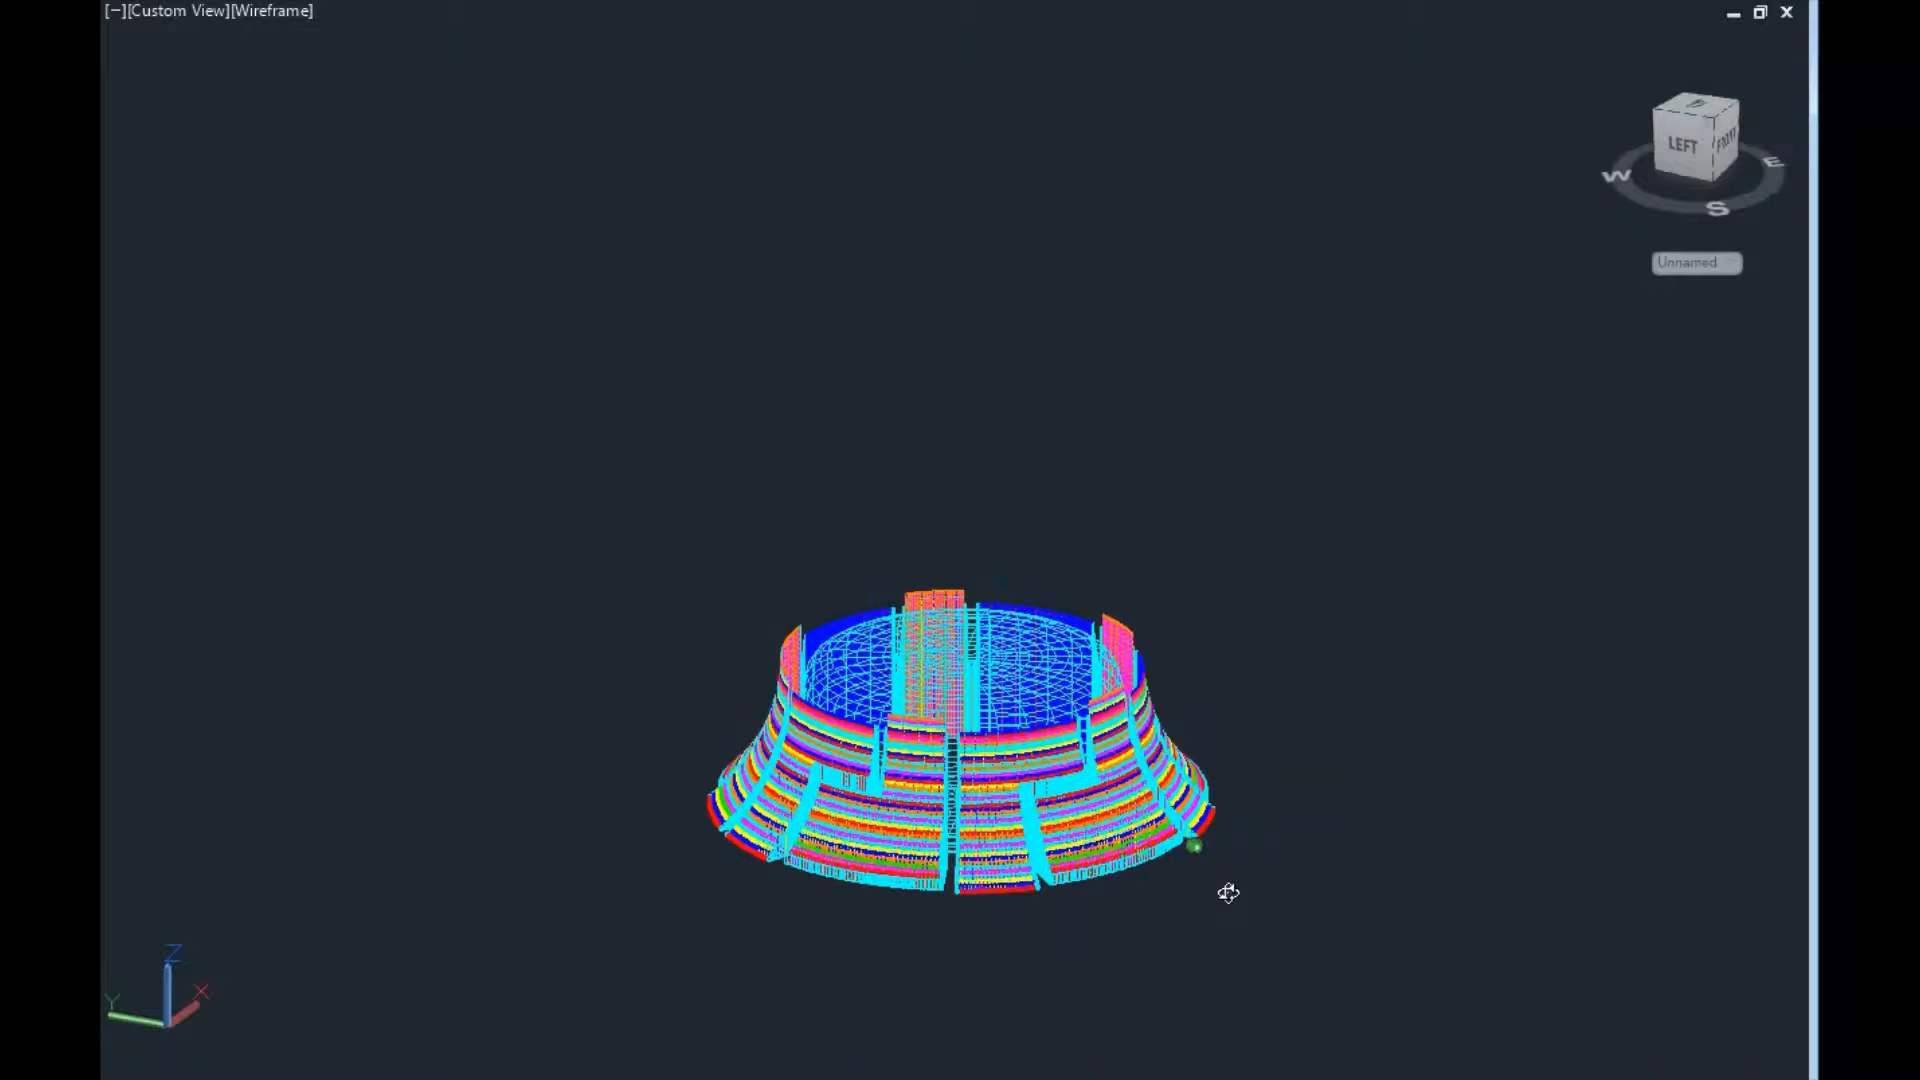 [−][Custom View][Wireframe]
LEFT
FRONT
W
E
S
Unnamed
Z
Y
X